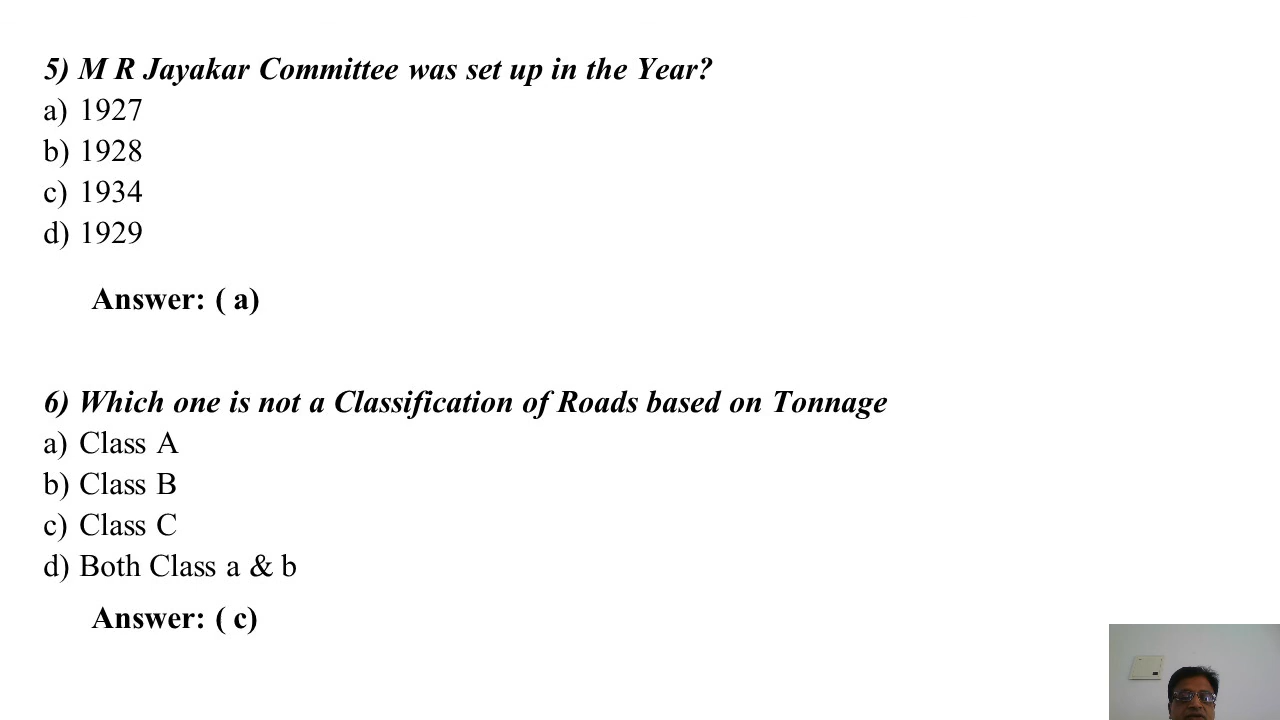 5) M R Jayakar Committee was set up in the Year?
a) 1927
b) 1928
c) 1934
d) 1929
Answer: ( a)
6) Which one is not a Classification of Roads based on Tonnage
a) Class A
b) Class B
c) Class C
d) Both Class a & b
Answer: ( c)